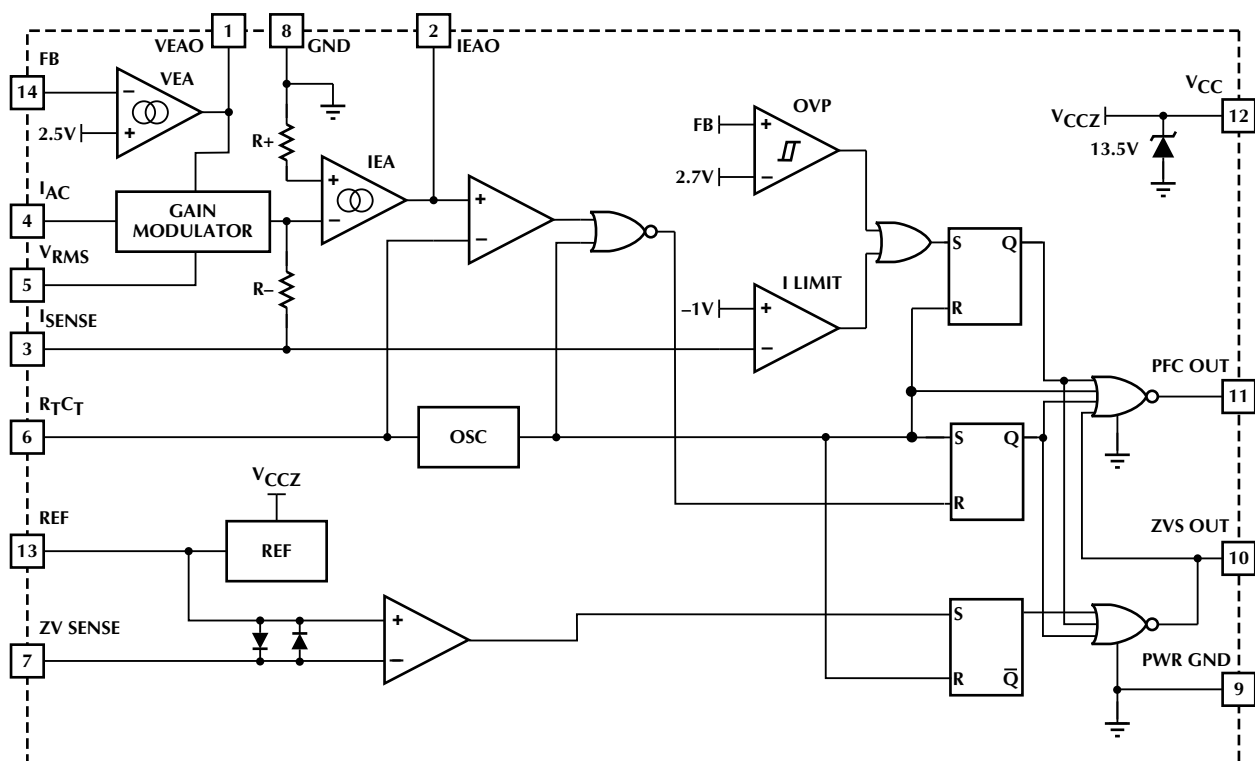 1
8
2
VEAO
GND
IEAO
FB
VEA
OVP
VCC
14
−
2.5V
+
FB
+
2.7V
−
VCCZ
12
13.5V
R+
IEA
IAC
4
GAIN
MODULATOR
+
−
+
−
S
Q
R
VRMS
5
R−
I LIMIT
−1V
+
−
ISENSE
3
PFC OUT
11
RTCT
6
OSC
S
Q
R
VCCZ
REF
13
REF
ZVS OUT
10
ZV SENSE
7
+
−
S
R
Q̅
PWR GND
9